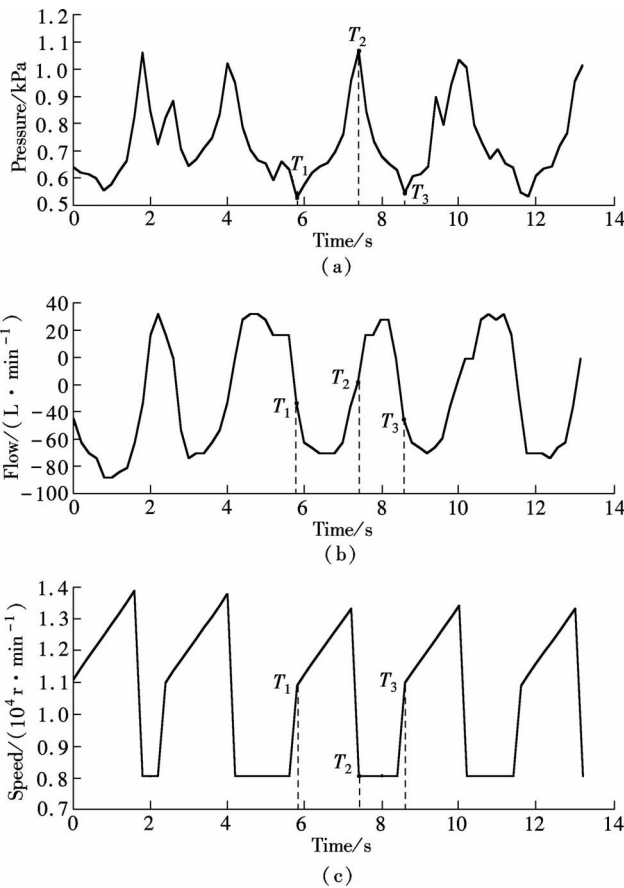 Pressure/kPa
1.2
1.1
1.0
0.9
0.8
0.7
0.6
0.5
T2
T1
T3
0 2 4 6 8 10 12 14
Time/s
(a)
Flow/(L·min⁻¹)
40
20
0
0
-40
-60
-80
-100
T1
T2
T3
0 2 4 6 8 10 12 14
Time/s
(b)
Speed/(10⁴r·min⁻¹)
1.4
1.3
1.2
1.1
1.1
0.9
0.8
0.7
T1
T2
T3
0 2 4 6 8 10 12 14
Time/s
(c)